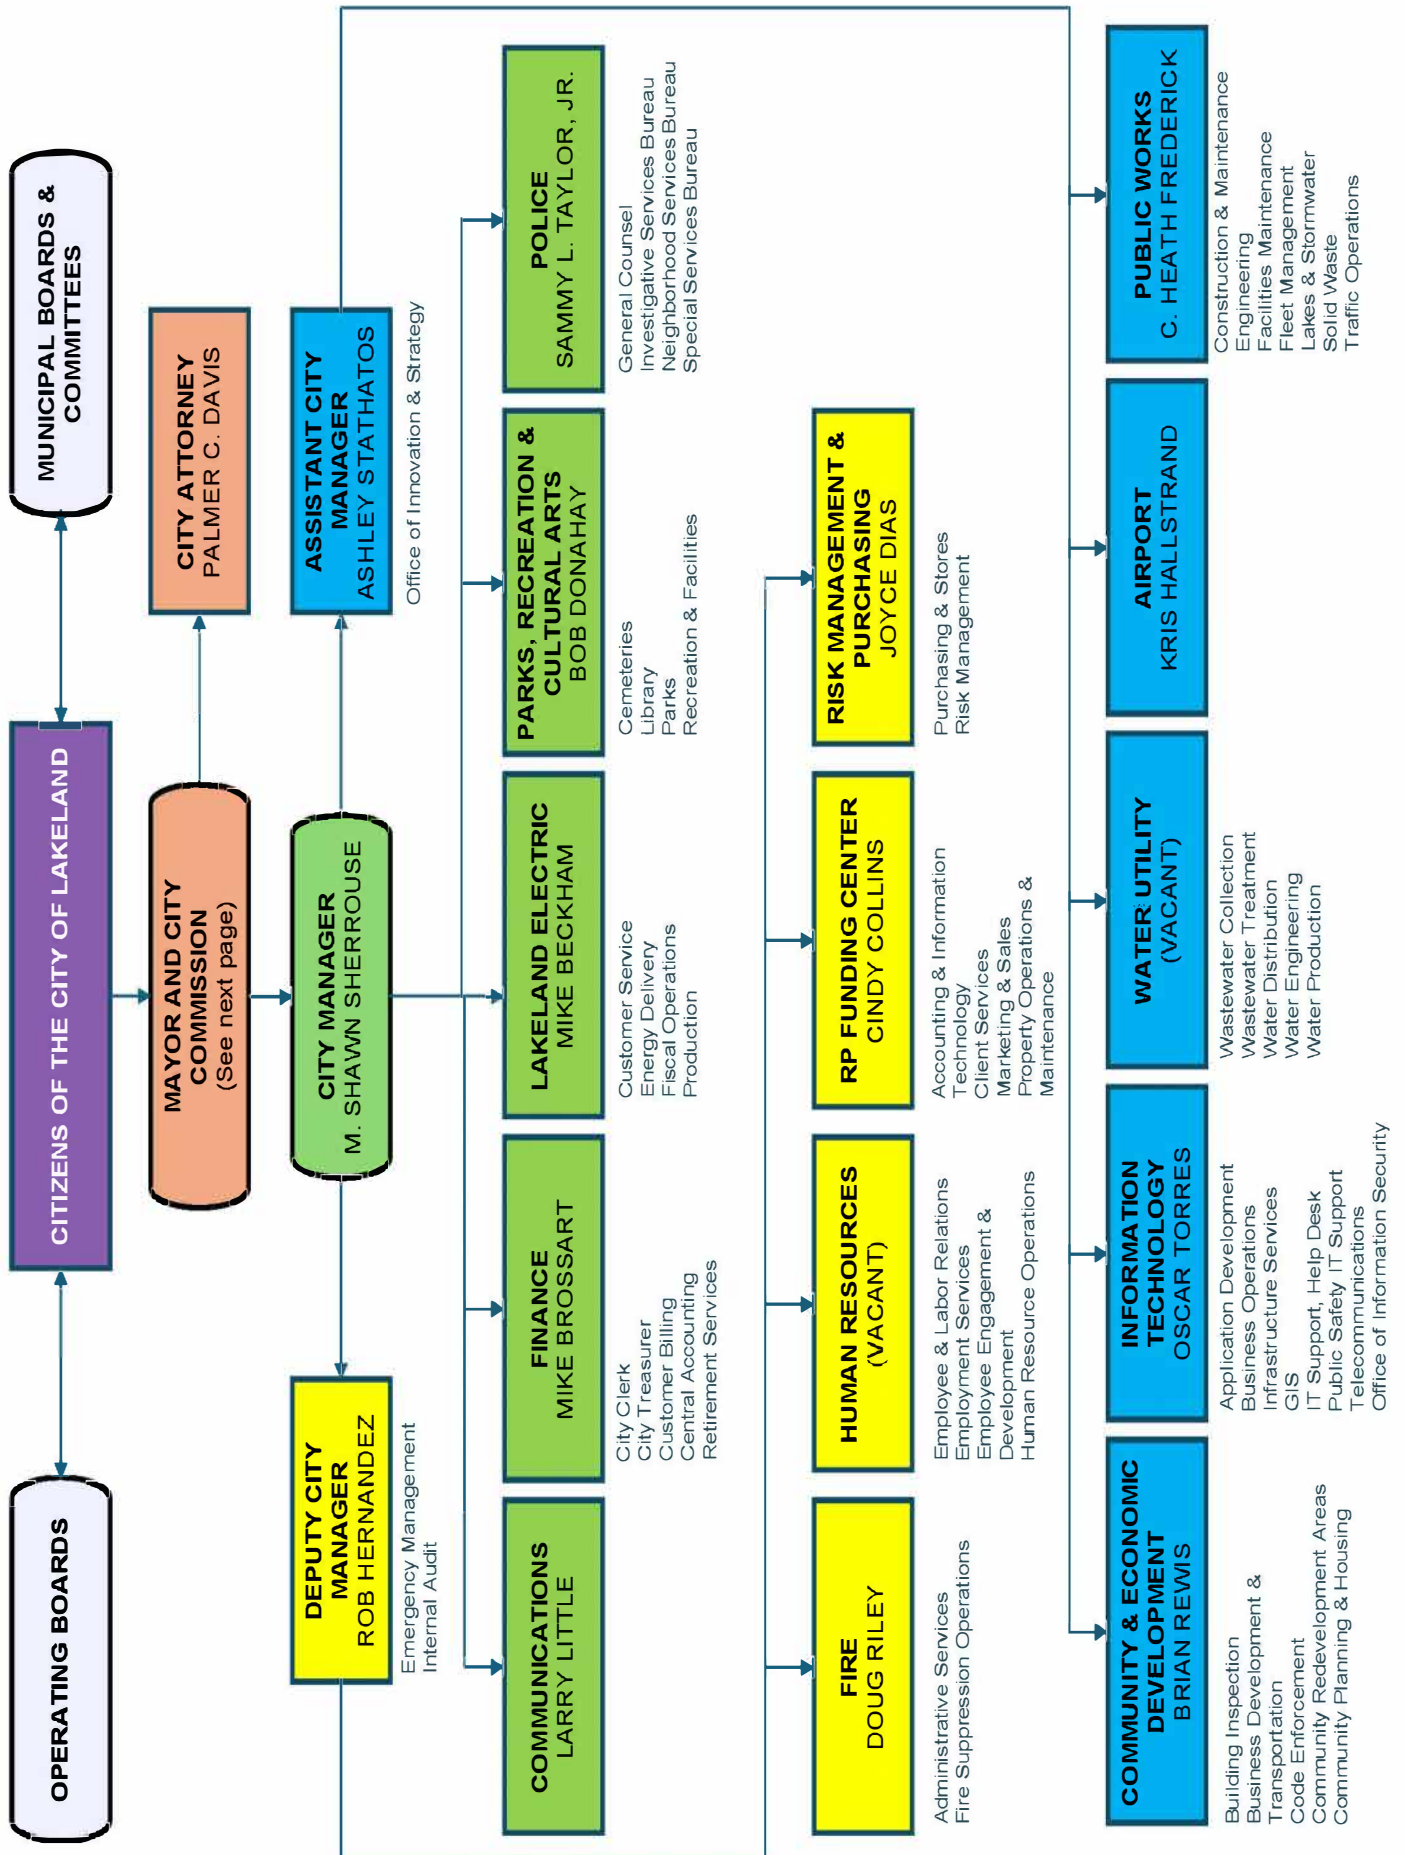 OPERATING BOARDS
CITIZENS OF THE CITY OF LAKELAND
MUNICIPAL BOARDS &
COMMITTEES
MAYOR AND CITY
COMMISSION
(See next page)
CITY ATTORNEY
PALMER C. DAVIS
DEPUTY CITY
MANAGER
ROB HERNANDEZ
Emergency Management
Internal Audit
CITY MANAGER
M. SHAWN SHERROUSE
ASSISTANT CITY
MANAGER
ASHLEY STATHATOS
Office of Innovation & Strategy
COMMUNICATIONS
LARRY LITTLE
FINANCE
MIKE BROSSART
City Clerk
City Treasurer
Customer Billing
Central Accounting
Retirement Services
LAKELAND ELECTRIC
MIKE BECKHAM
Customer Service
Energy Delivery
Fiscal Operations
Production
PARKS, RECREATION &
CULTURAL ARTS
BOB DONAHAY
Cemeteries
Library
Parks
Recreation & Facilities
POLICE
SAMMY L. TAYLOR, JR.
General Counsel
Investigative Services Bureau
Neighborhood Services Bureau
Special Services Bureau
FIRE
DOUG RILEY
Administrative Services
Fire Suppression Operations
HUMAN RESOURCES
(VACANT)
Employee & Labor Relations
Employment Services
Employee Engagement &
Development
Human Resource Operations
RP FUNDING CENTER
CINDY COLLINS
Accounting & Information
Technology
Client Services
Marketing & Sales
Property Operations &
Maintenance
RISK MANAGEMENT &
PURCHASING
JOYCE DIAS
Purchasing & Stores
Risk Management
COMMUNITY & ECONOMIC
DEVELOPMENT
BRIAN REWIS
Building Inspection
Business Development &
Transportation
Code Enforcement
Community Redevelopment Areas
Community Planning & Housing
INFORMATION
TECHNOLOGY
OSCAR TORRES
Application Development
Business Operations
Infrastructure Services
GIS
IT Support, Help Desk
Public Safety IT Support
Telecommunications
Office of Information Security
WATER UTILITY
(VACANT)
Wastewater Collection
Wastewater Treatment
Water Distribution
Water Engineering
Water Production
AIRPORT
KRIS HALLSTRAND
PUBLIC WORKS
C. HEATH FREDERICK
Construction & Maintenance
Engineering
Facilities Maintenance
Fleet Management
Lakes & Stormwater
Solid Waste
Traffic Operations